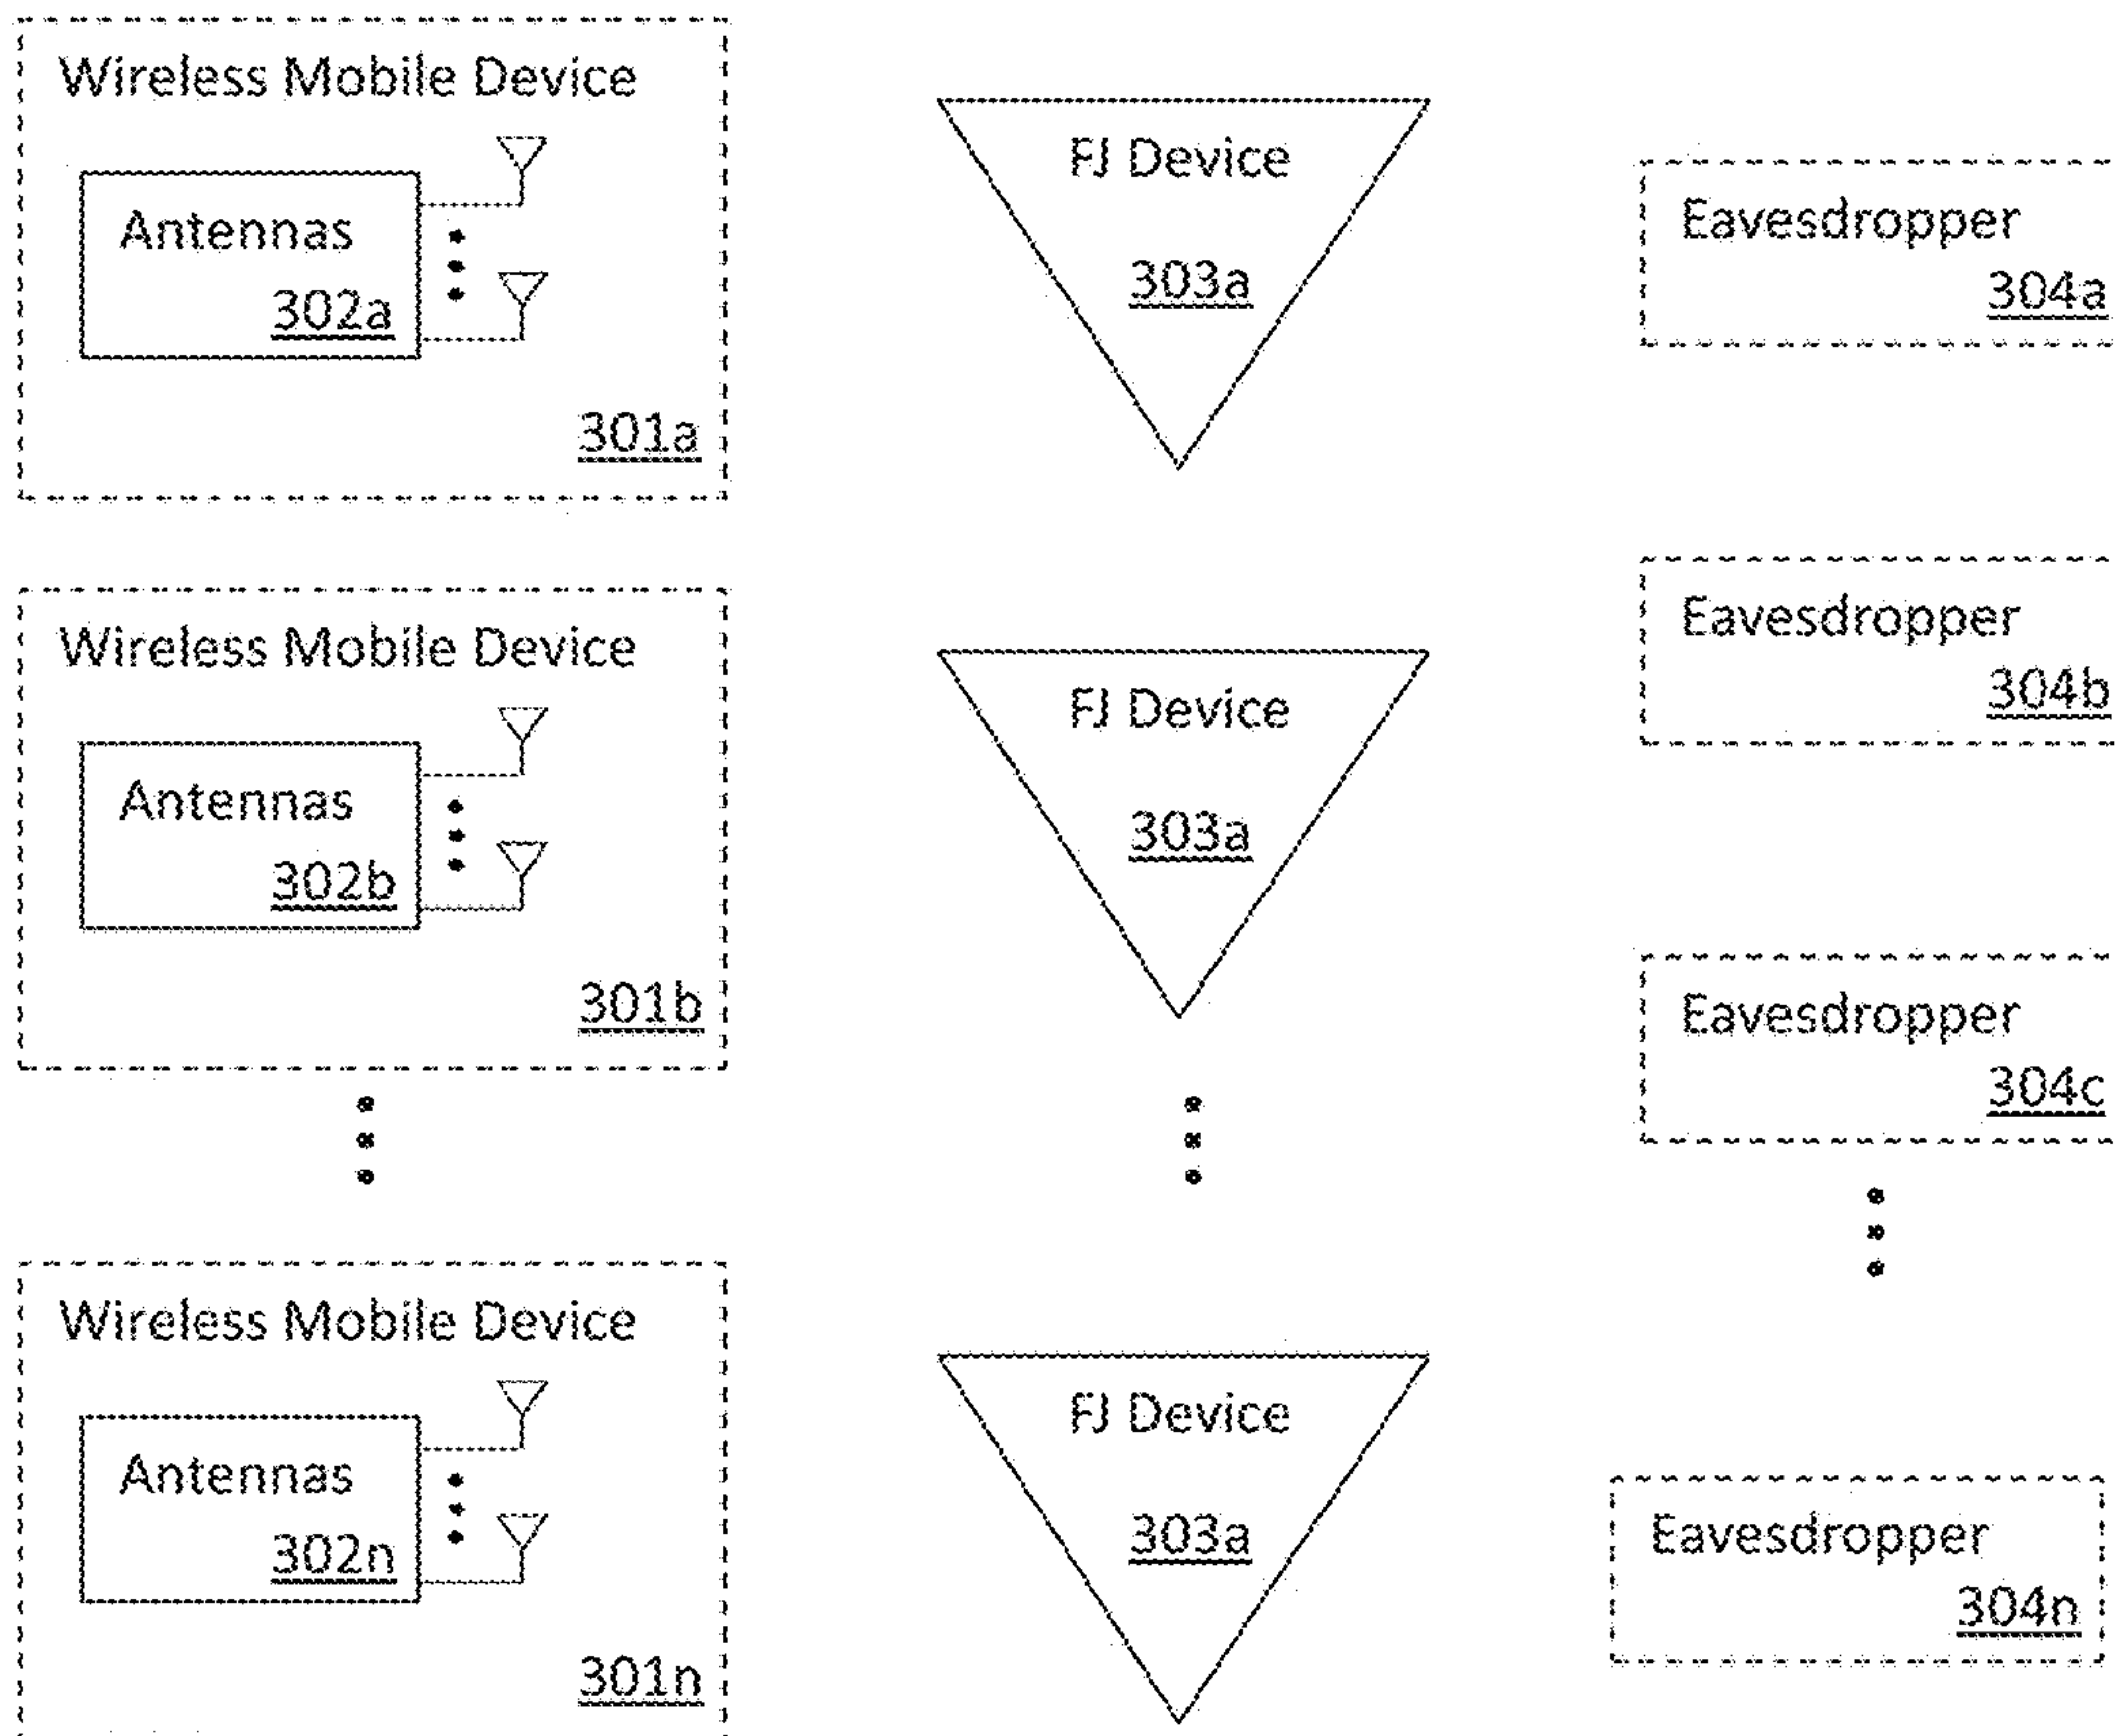 Wireless Mobile Device
Antennas
302a
301a
Wireless Mobile Device
Antennas
302b
301b
Wireless Mobile Device
Antennas
302n
301n
FJ Device
303a
FJ Device
303a
FJ Device
303a
Eavesdropper
304a
Eavesdropper
304b
Eavesdropper
304c
Eavesdropper
304n